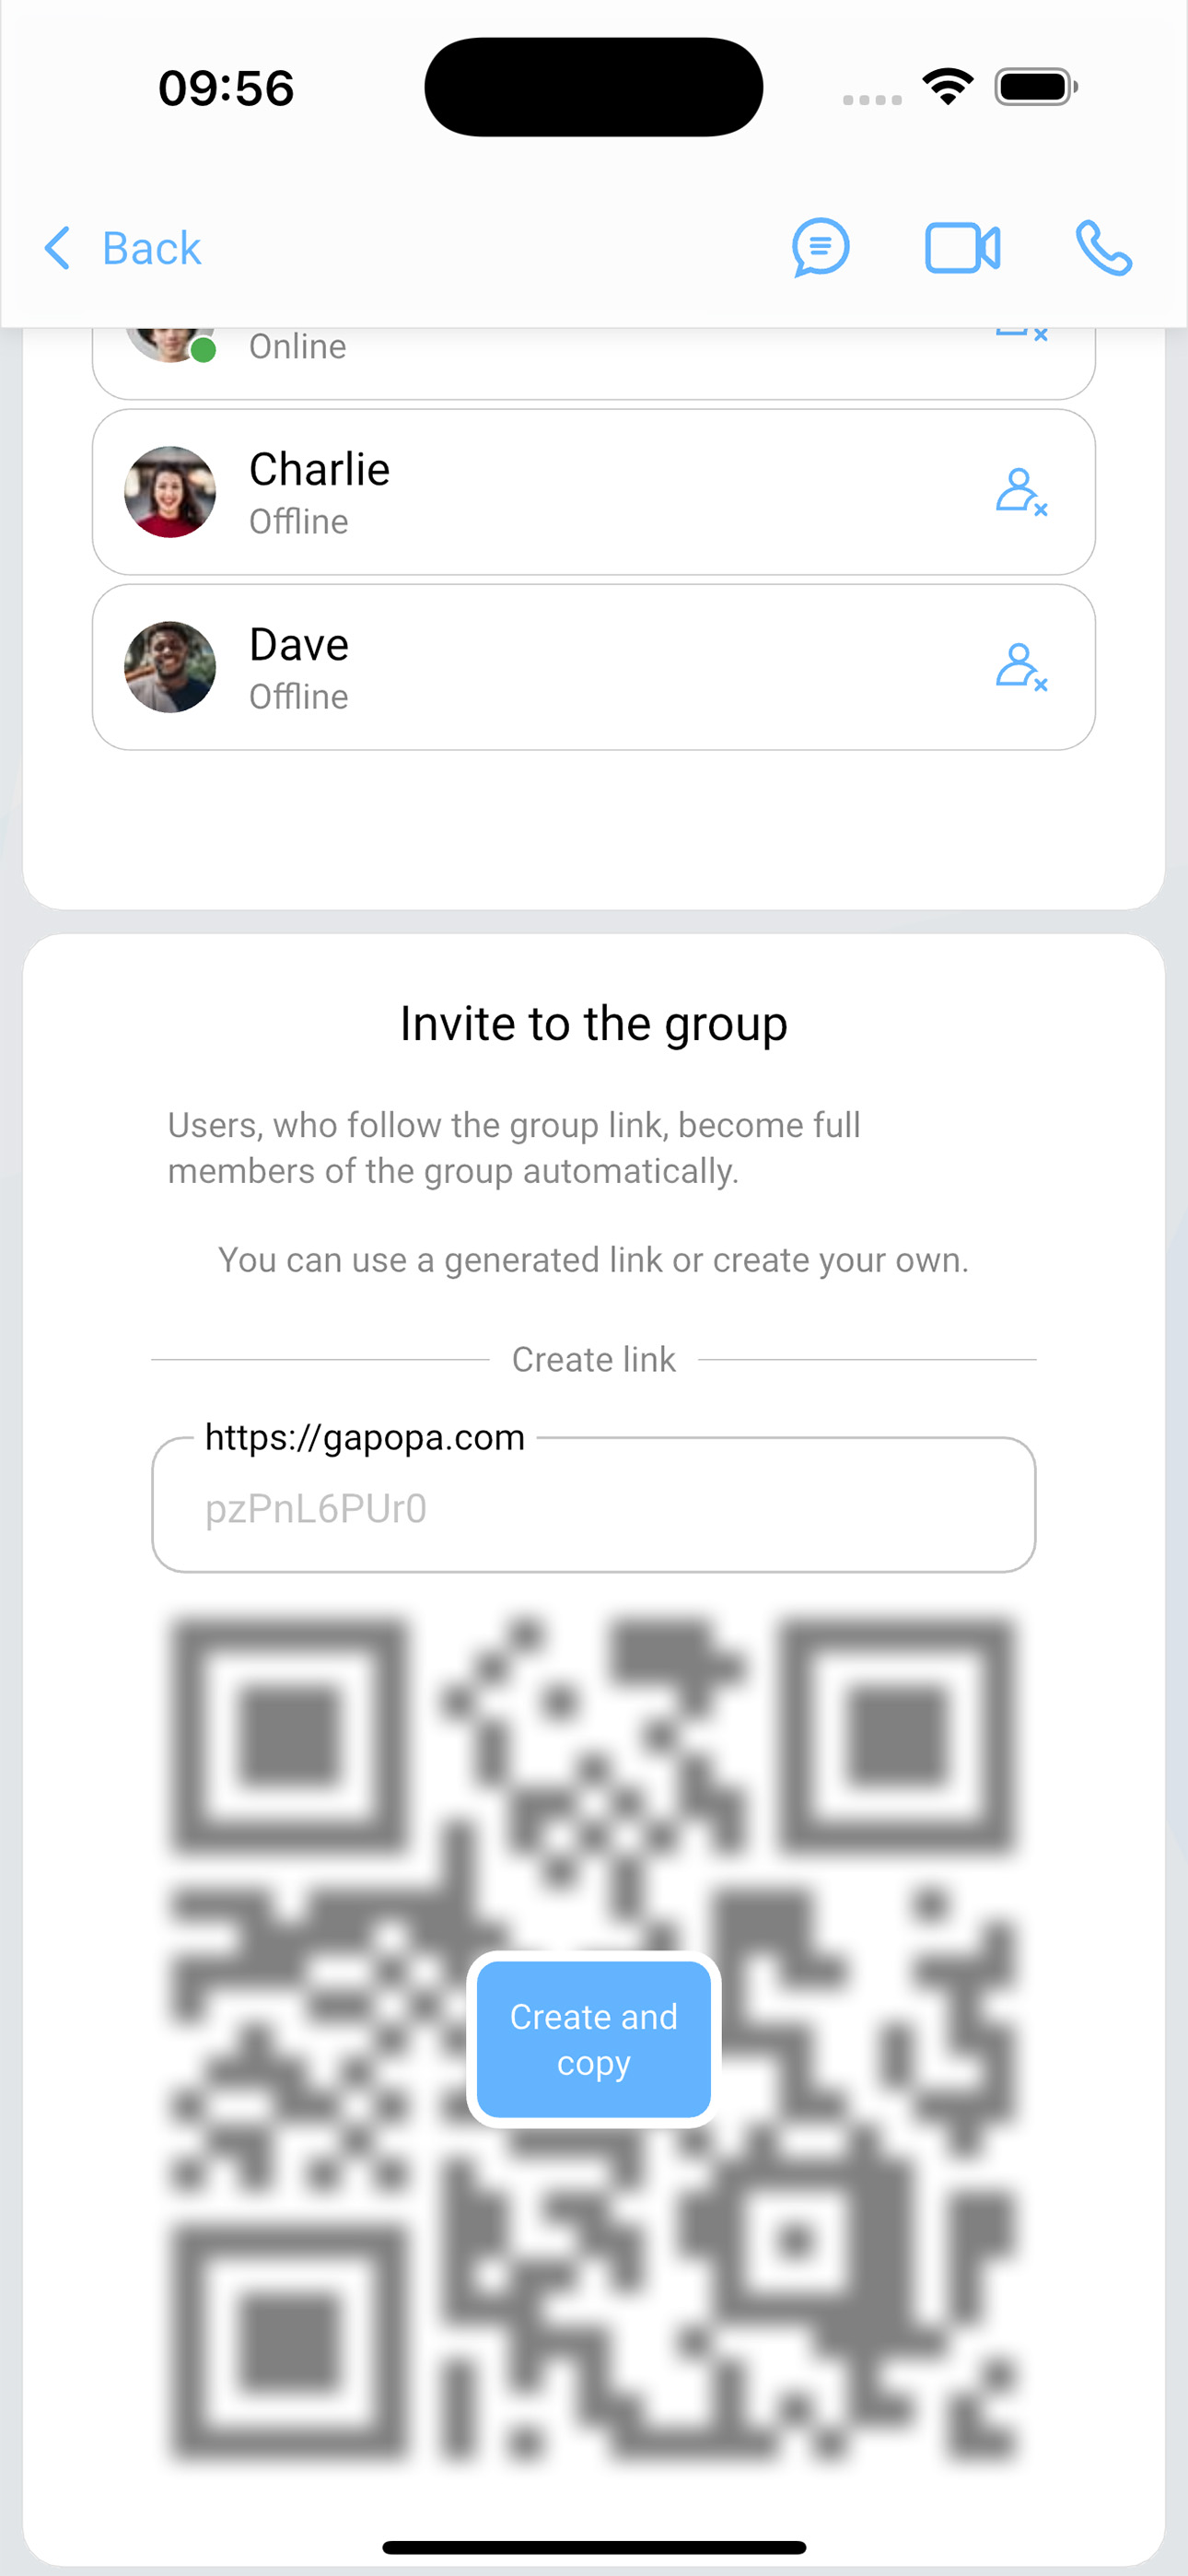 09:56
Back
Online
Charlie
Offline
Dave
Offline
Invite to the group
Users, who follow the group link, become full
members of the group automatically.
You can use a generated link or create your own.
Create link
https://gapopa.com
pzPnL6PUr0
Create and
copy